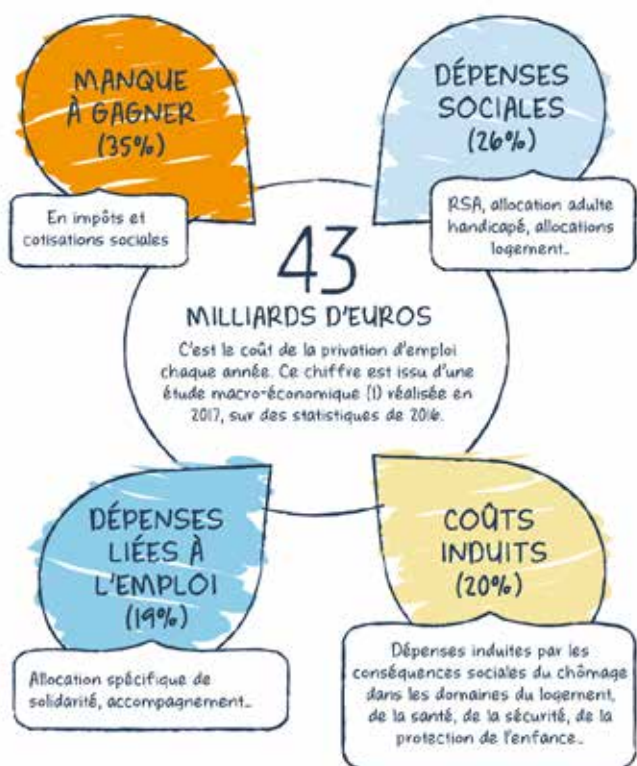 MANQUE
À GAGNER
(35%)
En impôts et
cotisations sociales
DÉPENSES
SOCIALES
(26%)
RSA, allocation adulte
handicapé, allocations
logement...
43
MILLIARDS D'EUROS
C'est le coût de la privation d'emploi
chaque année. Ce chiffre est issu d'une
étude macro-économique (1) réalisée en
2017, sur des statistiques de 2016.
DÉPENSES
LIÉES À
L'EMPLOI
(19%)
Allocation spécifique de
solidarité, accompagnement...
COÛTS
INDUITS
(20%)
Dépenses induites par les
conséquences sociales du chômage
dans les domaines du logement,
de la santé, de la sécurité, de la
protection de l'enfance...